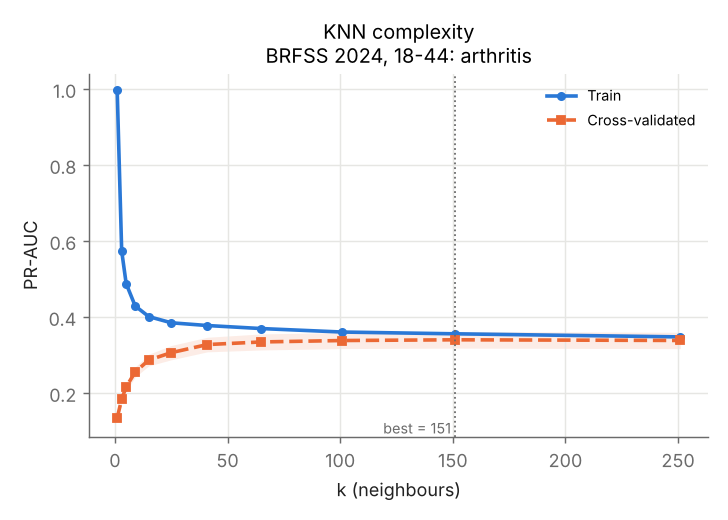 KNN complexity
BRFSS 2024, 18-44: arthritis
Train
Cross-validated
PR-AUC
1.0
0.8
0.6
0.4
0.2
best = 151
0 50 100 150 200 250
k (neighbours)